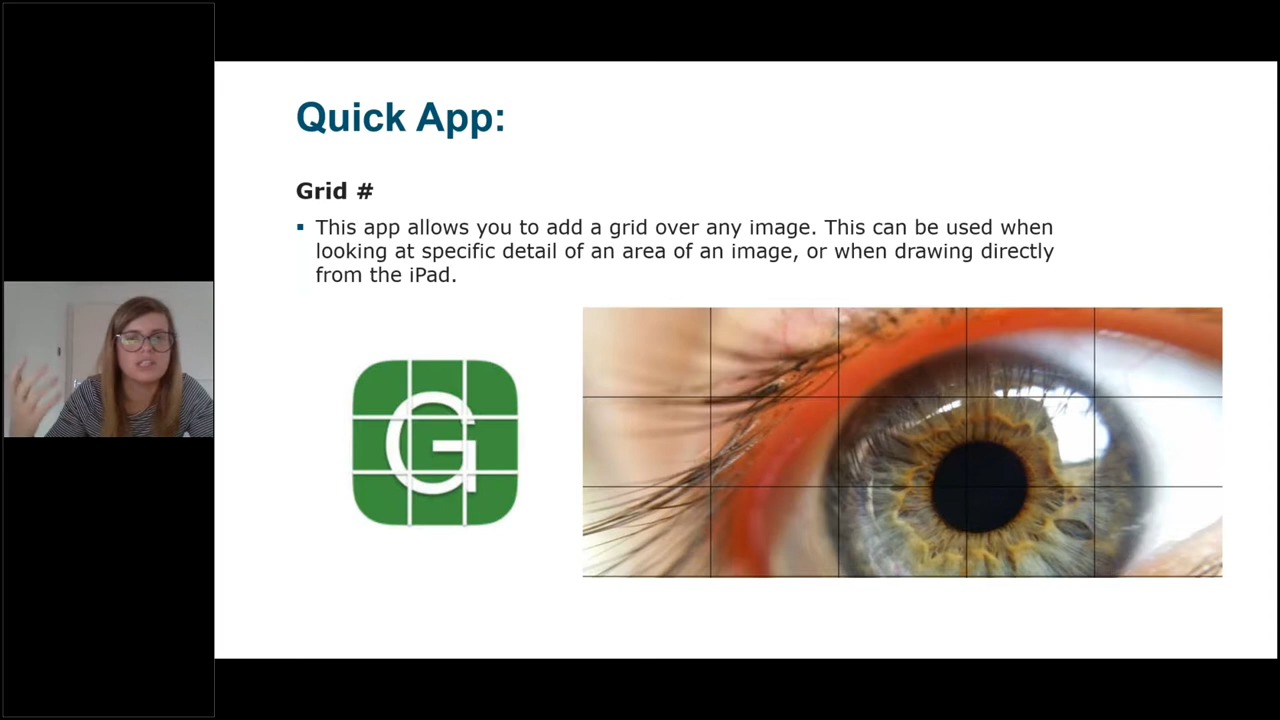 Quick App:
Grid #
▪ This app allows you to add a grid over any image. This can be used when
looking at specific detail of an area of an image, or when drawing directly
from the iPad.
G